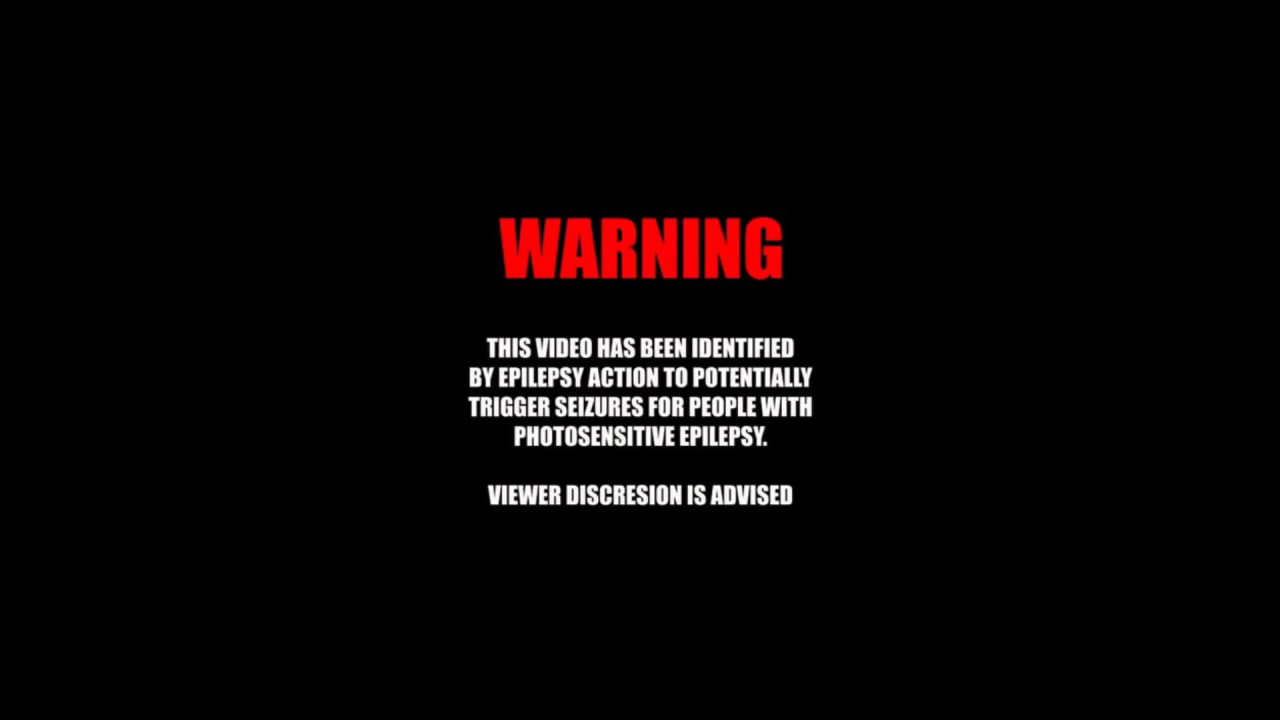 WARNING
THIS VIDEO HAS BEEN IDENTIFIED
BY EPILEPSY ACTION TO POTENTIALLY
TRIGGER SEIZURES FOR PEOPLE WITH
PHOTOSENSITIVE EPILEPSY.
VIEWER DISCRESION IS ADVISED